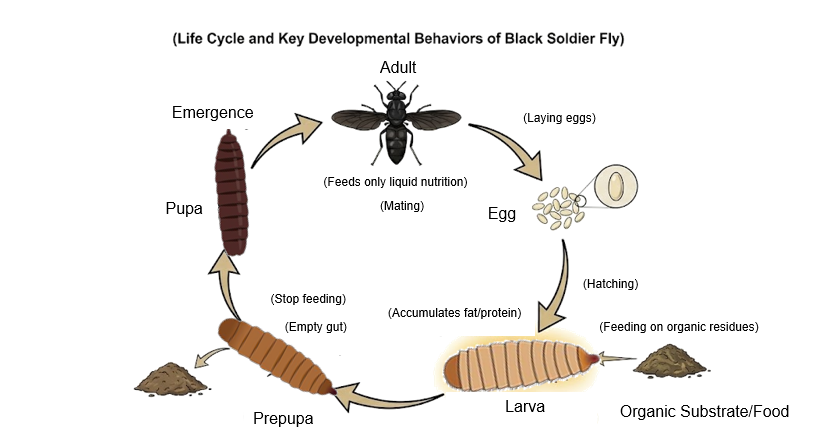 (Life Cycle and Key Developmental Behaviors of Black Soldier Fly)
Adult
Emergence
(Laying eggs)
(Feeds only liquid nutrition)
(Mating)
Pupa
Egg
(Hatching)
(Stop feeding)
(Accumulates fat/protein)
(Empty gut)
(Feeding on organic residues)
Larva
Organic Substrate/Food
Prepupa